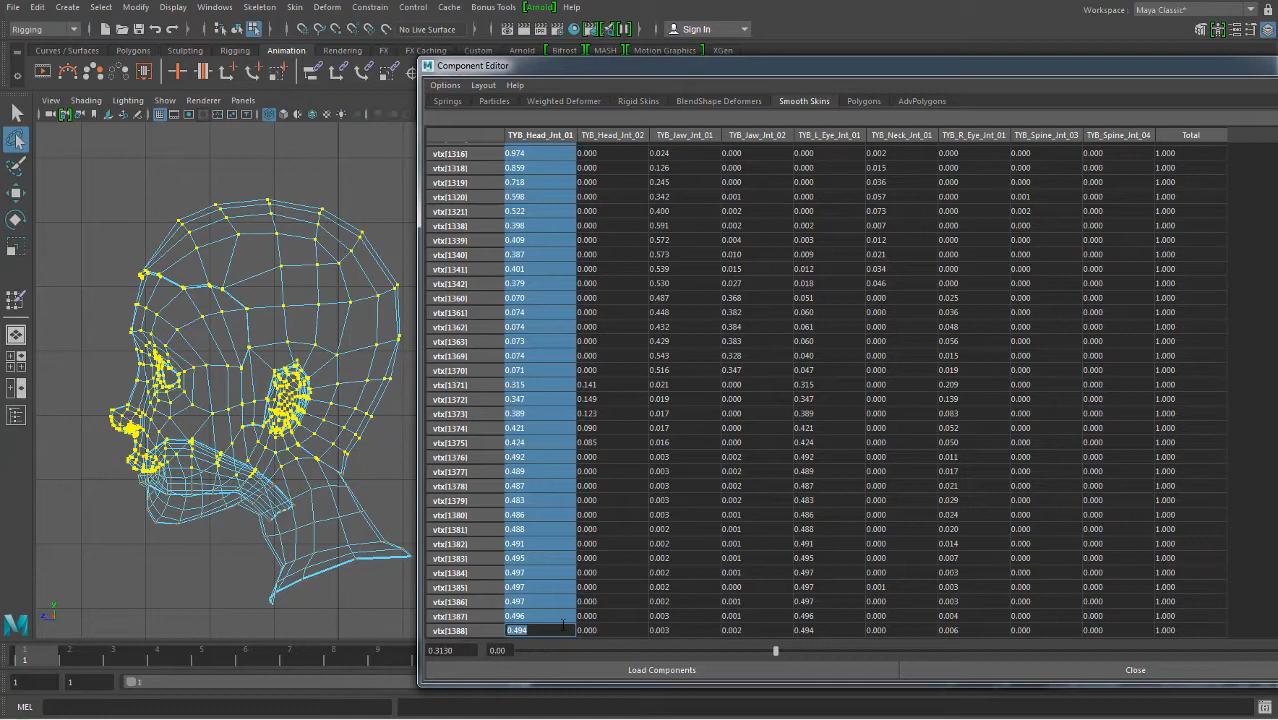 File Edit Create Select Modify Display Windows Skeleton Skin Deform Constrain Control Cache Bonus Tools [Arnold] Help Workspace : Maya Classic*
Rigging No Live Surface Sign In
Curves / Surfaces Polygons Sculpting Rigging Animation Rendering FX FX Caching Custom Arnold Bifrost MASH Motion Graphics XGen
Component Editor
Options Layout Help
View Shading Lighting Show Renderer Panels
Springs Particles Weighted Deformer Rigid Skins BlendShape Deformers Smooth Skins Polygons AdvPolygons
TYB_Head_Jnt_01 TYB_Head_Jnt_02 TYB_Jaw_Jnt_01 TYB_Jaw_Jnt_02 TYB_L_Eye_Jnt_01 TYB_Neck_Jnt_01 TYB_R_Eye_Jnt_01 TYB_Spine_Jnt_03 TYB_Spine_Jnt_04 Total
vtx[1316] 0.974 0.000 0.024 0.000 0.000 0.002 0.000 0.000 0.000 1.000
vtx[1318] 0.859 0.000 0.126 0.000 0.000 0.015 0.000 0.000 0.000 1.000
vtx[1319] 0.718 0.000 0.245 0.000 0.000 0.036 0.000 0.000 0.000 1.000
vtx[1320] 0.598 0.000 0.342 0.001 0.000 0.057 0.000 0.001 0.000 1.000
vtx[1321] 0.522 0.000 0.400 0.002 0.000 0.073 0.000 0.002 0.000 1.000
vtx[1338] 0.398 0.000 0.591 0.002 0.002 0.007 0.000 0.000 0.000 1.000
vtx[1339] 0.409 0.000 0.572 0.004 0.003 0.012 0.000 0.000 0.000 1.000
vtx[1340] 0.387 0.000 0.573 0.010 0.009 0.021 0.000 0.000 0.000 1.000
vtx[1341] 0.401 0.000 0.539 0.015 0.012 0.034 0.000 0.000 0.000 1.000
vtx[1342] 0.379 0.000 0.530 0.027 0.018 0.046 0.000 0.000 0.000 1.000
vtx[1360] 0.070 0.000 0.487 0.368 0.051 0.000 0.025 0.000 0.000 1.000
vtx[1361] 0.074 0.000 0.448 0.382 0.060 0.000 0.036 0.000 0.000 1.000
vtx[1362] 0.074 0.000 0.432 0.384 0.061 0.000 0.048 0.000 0.000 1.000
vtx[1363] 0.073 0.000 0.429 0.383 0.060 0.000 0.056 0.000 0.000 1.000
vtx[1369] 0.074 0.000 0.543 0.328 0.040 0.000 0.015 0.000 0.000 1.000
vtx[1370] 0.071 0.000 0.516 0.347 0.047 0.000 0.019 0.000 0.000 1.000
vtx[1371] 0.315 0.141 0.021 0.000 0.315 0.000 0.209 0.000 0.000 1.000
vtx[1372] 0.347 0.149 0.019 0.000 0.347 0.000 0.139 0.000 0.000 1.000
vtx[1373] 0.389 0.123 0.017 0.000 0.389 0.000 0.083 0.000 0.000 1.000
vtx[1374] 0.421 0.090 0.017 0.000 0.421 0.000 0.052 0.000 0.000 1.000
vtx[1375] 0.424 0.085 0.016 0.000 0.424 0.000 0.050 0.000 0.000 1.000
vtx[1376] 0.492 0.000 0.003 0.002 0.492 0.000 0.011 0.000 0.000 1.000
vtx[1377] 0.489 0.000 0.003 0.002 0.489 0.000 0.017 0.000 0.000 1.000
vtx[1378] 0.487 0.000 0.003 0.002 0.487 0.000 0.021 0.000 0.000 1.000
vtx[1379] 0.483 0.000 0.003 0.002 0.483 0.000 0.029 0.000 0.000 1.000
vtx[1380] 0.486 0.000 0.003 0.001 0.486 0.000 0.024 0.000 0.000 1.000
vtx[1381] 0.488 0.000 0.002 0.001 0.488 0.000 0.020 0.000 0.000 1.000
vtx[1382] 0.491 0.000 0.002 0.001 0.491 0.000 0.014 0.000 0.000 1.000
vtx[1383] 0.495 0.000 0.002 0.001 0.495 0.000 0.007 0.000 0.000 1.000
vtx[1384] 0.497 0.000 0.002 0.001 0.497 0.000 0.003 0.000 0.000 1.000
vtx[1385] 0.497 0.000 0.002 0.001 0.497 0.001 0.003 0.000 0.000 1.000
vtx[1386] 0.497 0.000 0.002 0.001 0.497 0.000 0.003 0.000 0.000 1.000
vtx[1387] 0.496 0.000 0.003 0.001 0.496 0.000 0.004 0.000 0.000 1.000
vtx[1388] 0.494 0.000 0.003 0.002 0.494 0.000 0.006 0.000 0.000 1.000
0.3130 0.00
Load Components Close
1 2 3 4 5 6 7 8 9
1
1 1 1
MEL